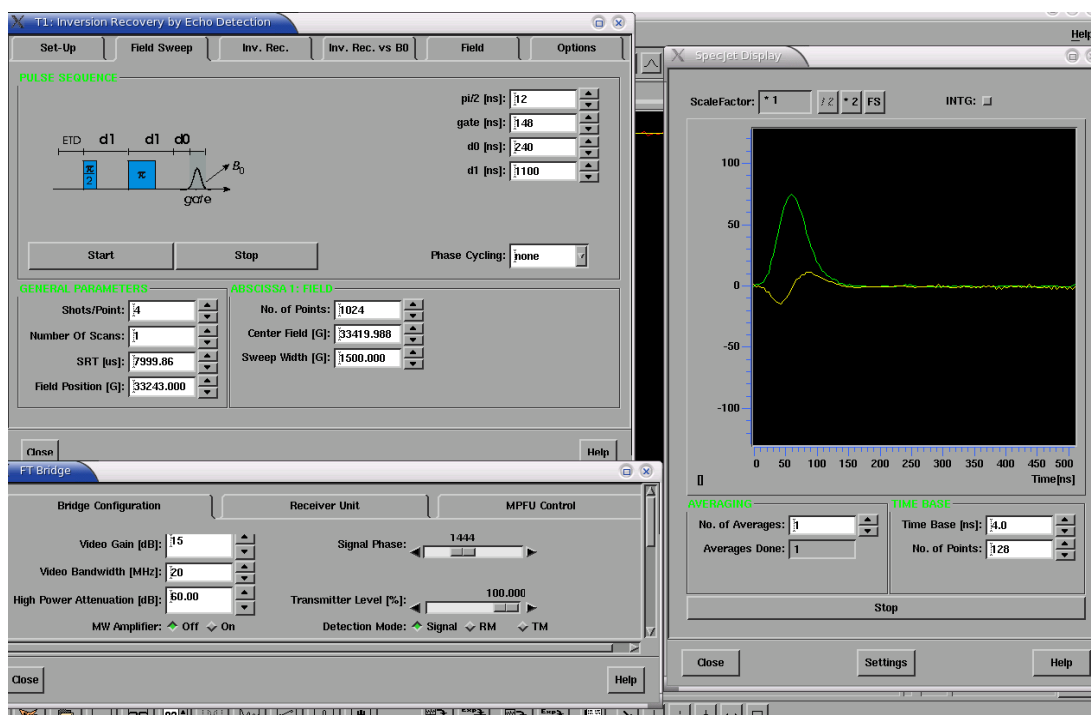 T1: Inversion Recovery by Echo Detection
Set-Up Field Sweep Inv. Rec. Inv. Rec. vs B0 Field Options
PULSE SEQUENCE
pi/2 [ns]: 12
gate [ns]: 148
d0 [ns]: 240
d1 [ns]: 1100
ETD d1 d1 d0
π/2 π B0
gate
Start Stop Phase Cycling: none
GENERAL PARAMETERS
Shots/Point: 4
Number Of Scans: 1
SRT [us]: 7999.86
Field Position [G]: 33243.000
ABSCISSA 1: FIELD
No. of Points: 1024
Center Field [G]: 33419.988
Sweep Width [G]: 1500.000
Close Help
FT Bridge
Bridge Configuration Receiver Unit MPFU Control
Video Gain [dB]: 15
Video Bandwidth [MHz]: 20
High Power Attenuation [dB]: 60.00
MW Amplifier: Off On
Signal Phase: 1444
Transmitter Level [%]: 100.000
Detection Mode: Signal RM TM
Close Help
Help
SpecJet Display
ScaleFactor: * 1 * 2 FS INTG:
100
50
0
-50
-100
0 50 100 150 200 250 300 350 400 450 500
[] Time[ns]
AVERAGING
No. of Averages: 1
Averages Done: 1
TIME BASE
Time Base [ns]: 4.0
No. of Points: 128
Stop
Close Settings Help